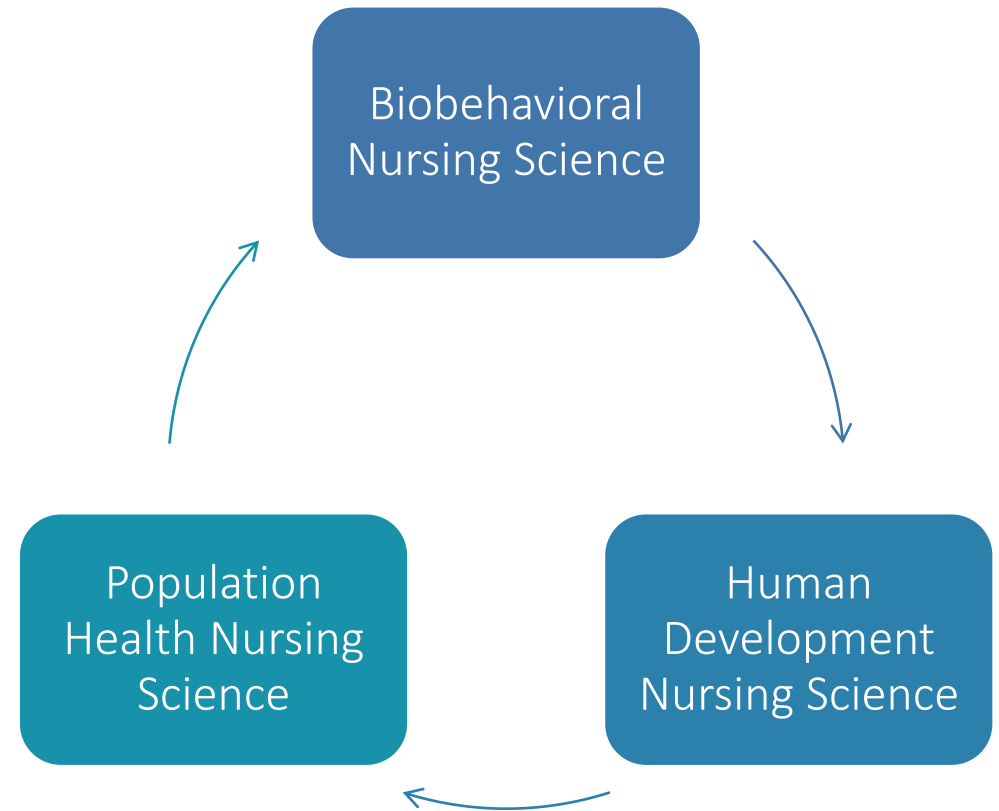 Biobehavioral
Nursing Science
Population
Health Nursing
Science
Human
Development
Nursing Science